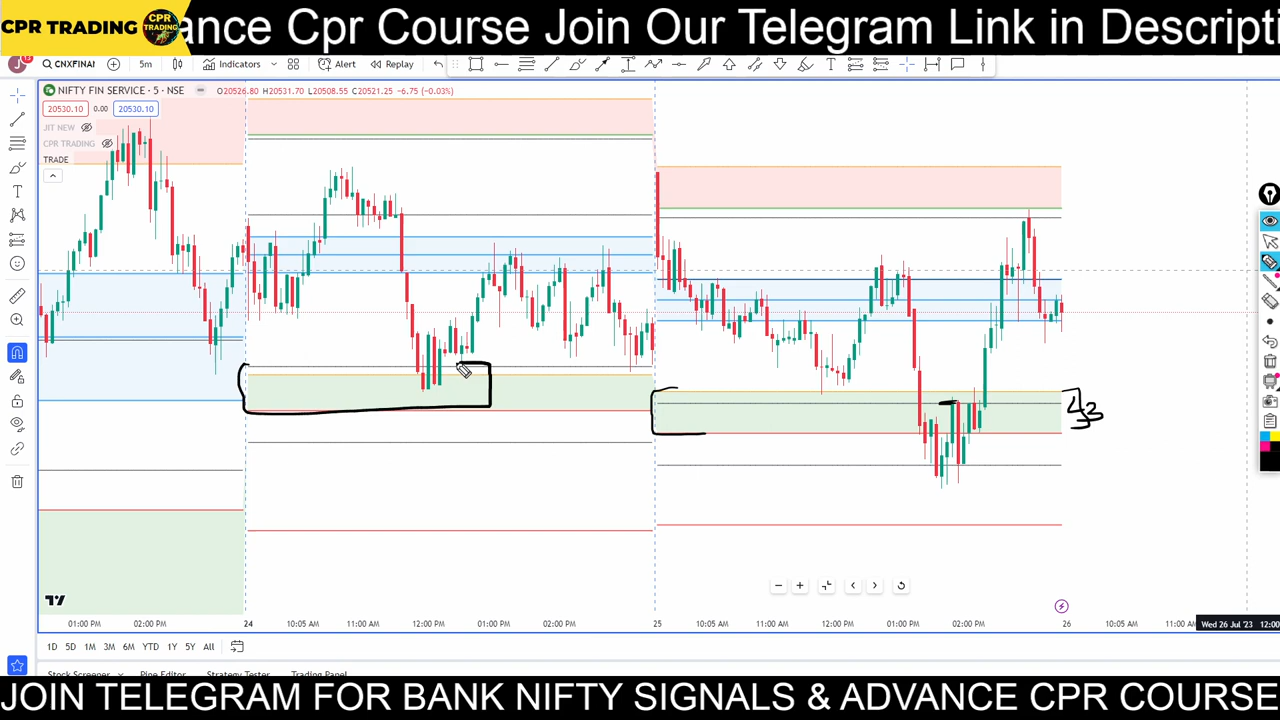 CPR TRADING
CPR
TRADING
ance Cpr Course Join Our Telegram Link in Descripti
CNXFINAI
5m
Indicators
Alert
Replay
NIFTY FIN SERVICE · 5 · NSE
O20526.80 H20531.70 L20508.55 C20521.25 -6.75 (-0.03%)
20530.10 0.00 20530.10
JIT NEW
CPR TRADING
TRADE
01:00 PM 02:00 PM 24 10:05 AM 11:00 AM 12:00 PM 01:00 PM 02:00 PM 25 10:05 AM 11:00 AM 12:00 PM 01:00 PM 02:00 PM 26 10:05 AM 11:00 AM Wed 26 Jul '23 12:00
1D 5D 1M 3M 6M YTD 1Y 5Y All
Stock Screener Pine Editor Strategy Tester Trading Panel
JOIN TELEGRAM FOR BANK NIFTY SIGNALS & ADVANCE CPR COURSE